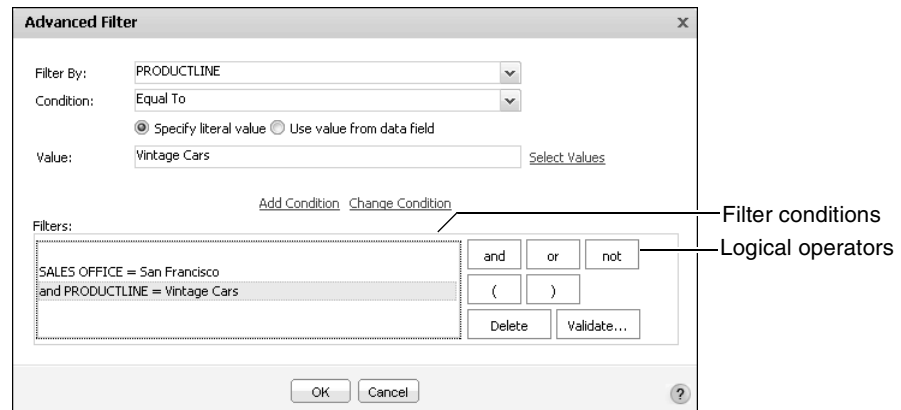 Advanced Filter x
Filter By: PRODUCTLINE
Condition: Equal To
Specify literal value Use value from data field
Value: Vintage Cars Select Values
Add Condition Change Condition
Filters:
Filter conditions
Logical operators
and or not
SALES OFFICE = San Francisco
and PRODUCTLINE = Vintage Cars
( )
Delete Validate...
OK Cancel ?